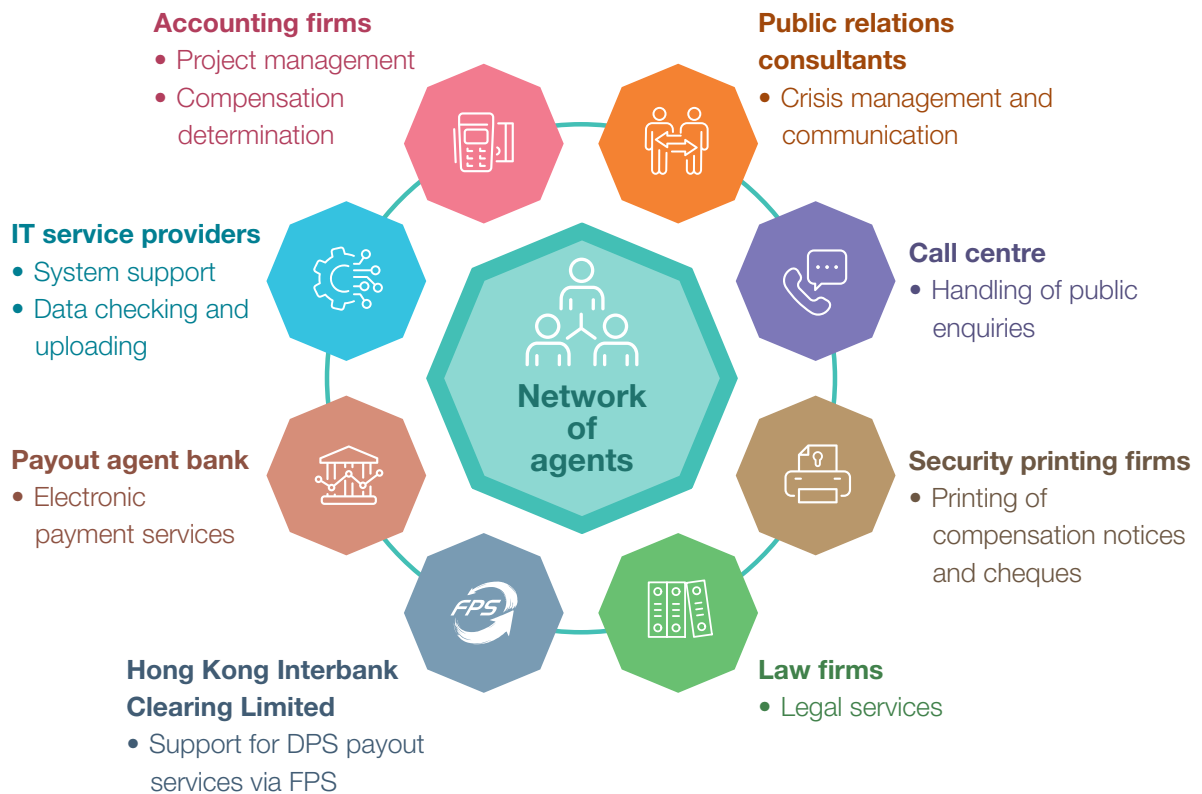 Accounting firms
• Project management
• Compensation
determination
Public relations
consultants
• Crisis management and
communication
IT service providers
• System support
• Data checking and
uploading
Call centre
• Handling of public
enquiries
Network
of
agents
Payout agent bank
• Electronic
payment services
Security printing firms
• Printing of
compensation notices
and cheques
FPS
Hong Kong Interbank
Clearing Limited
• Support for DPS payout
services via FPS
Law firms
• Legal services